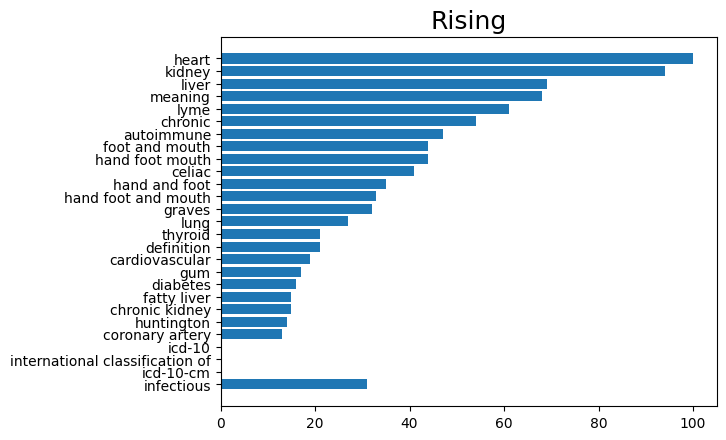 Rising
heart
kidney
liver
meaning
lyme
chronic
autoimmune
foot and mouth
hand foot mouth
celiac
hand and foot
hand foot and mouth
graves
lung
thyroid
definition
cardiovascular
gum
diabetes
fatty liver
chronic kidney
huntington
coronary artery
icd-10
international classification of
icd-10-cm
infectious
0 20 40 60 80 100